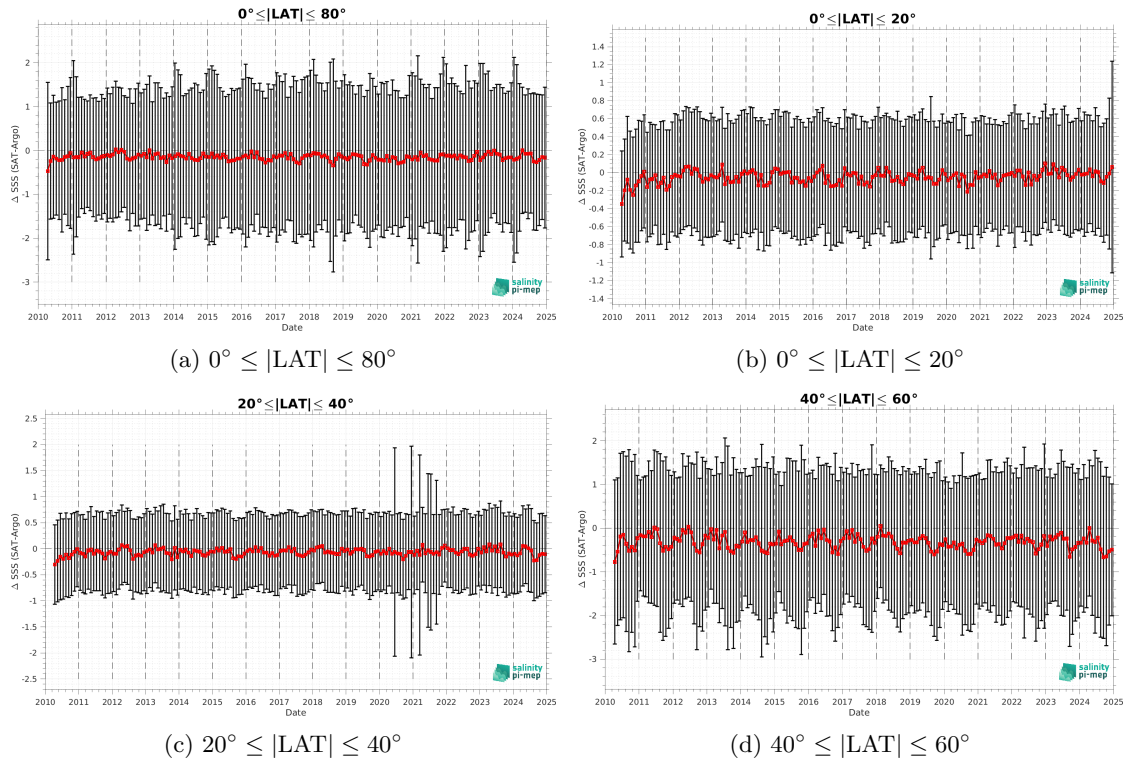 0°≤|LAT|≤ 80°
Δ SSS (SAT-Argo)
2
1
0
-1
-2
-3
salinity
pi-mep
2010 2011 2012 2013 2014 2015 2016 2017 2018 2019 2020 2021 2022 2023 2024 2025
Date
(a) 0° ≤ |LAT| ≤ 80°
0°≤|LAT|≤ 20°
Δ SSS (SAT-Argo)
1.4
1.2
1
0.8
0.6
0.4
0.2
0
-0.2
-0.4
-0.6
-0.8
-1
-1.2
-1.4
salinity
pi-mep
2010 2011 2012 2013 2014 2015 2016 2017 2018 2019 2020 2021 2022 2023 2024 2025
Date
(b) 0° ≤ |LAT| ≤ 20°
20°≤|LAT|≤ 40°
Δ SSS (SAT-Argo)
2.5
2
1.5
1
0.5
0
-0.5
-1
-1.5
-2
-2.5
salinity
pi-mep
2010 2011 2012 2013 2014 2015 2016 2017 2018 2019 2020 2021 2022 2023 2024 2025
Date
(c) 20° ≤ |LAT| ≤ 40°
40°≤|LAT|≤ 60°
Δ SSS (SAT-Argo)
2
1
0
-1
-2
-3
salinity
pi-mep
2010 2011 2012 2013 2014 2015 2016 2017 2018 2019 2020 2021 2022 2023 2024 2025
Date
(d) 40° ≤ |LAT| ≤ 60°